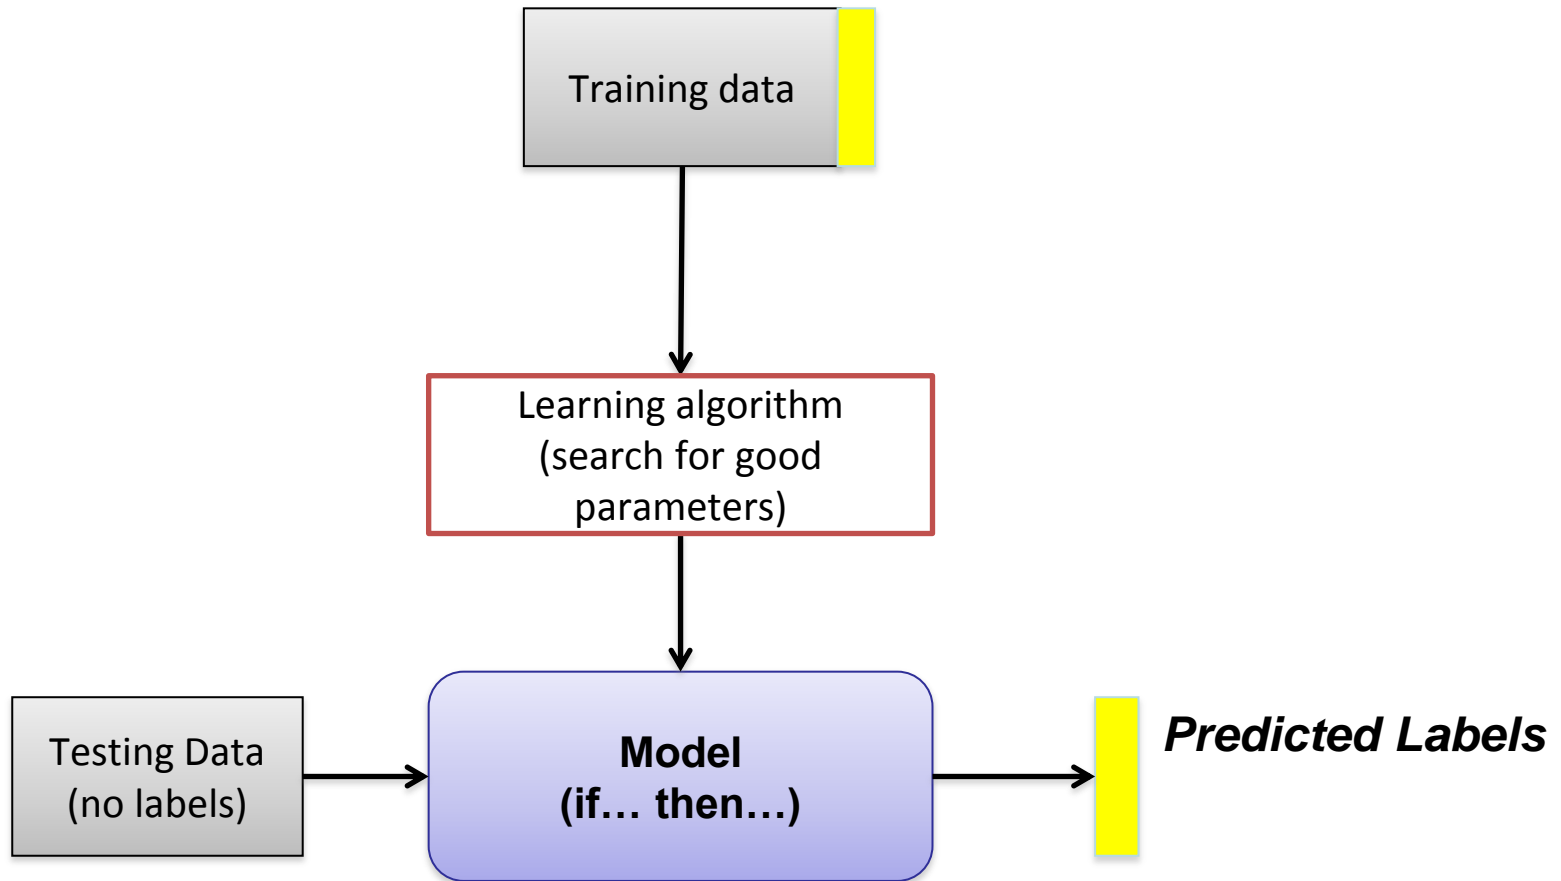 Training data
Learning algorithm
(search for good
parameters)
Testing Data
(no labels)
Model
(if… then…)
Predicted Labels